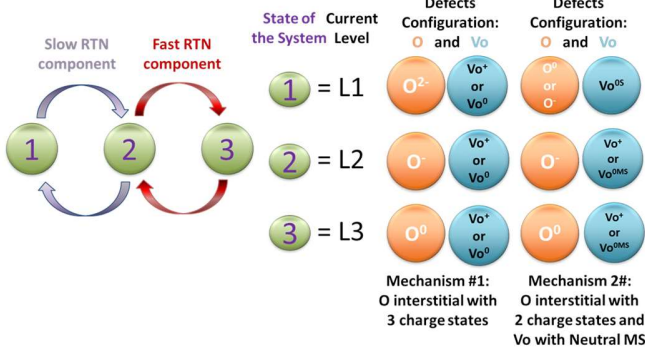 Slow RTN
component
Fast RTN
component
1
2
3
State of
the System
Current
Level
1 = L1
2 = L2
3 = L3
Defects
Configuration:
O and Vo
O²⁻
Vo⁺
or
Vo⁰
O⁻
Vo⁺
or
Vo⁰
O⁰
Vo⁺
or
Vo⁰
Mechanism #1:
O interstitial with
3 charge states
Defects
Configuration:
O and Vo
O⁰
or
O⁻
Vo⁰ˢ
O⁻
Vo⁺
or
Vo⁰ᴹˢ
O⁰
Vo⁺
or
Vo⁰ᴹˢ
Mechanism 2#:
O interstitial with
2 charge states and
Vo with Neutral MS